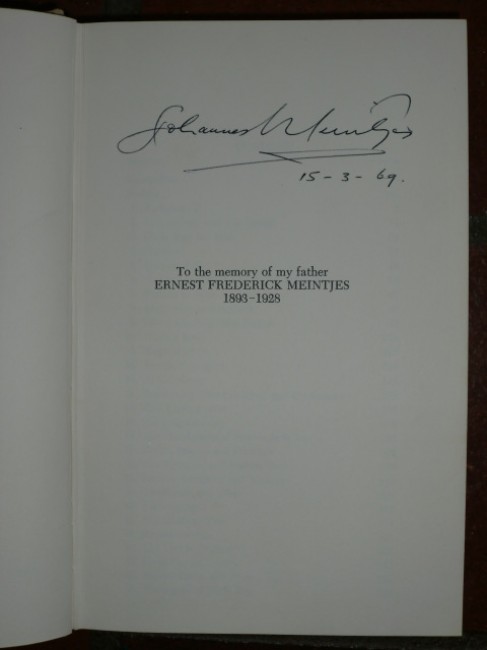 Johannes Meintjes
15-3-69.
To the memory of my father
ERNEST FREDERICK MEINTJES
1893-1928